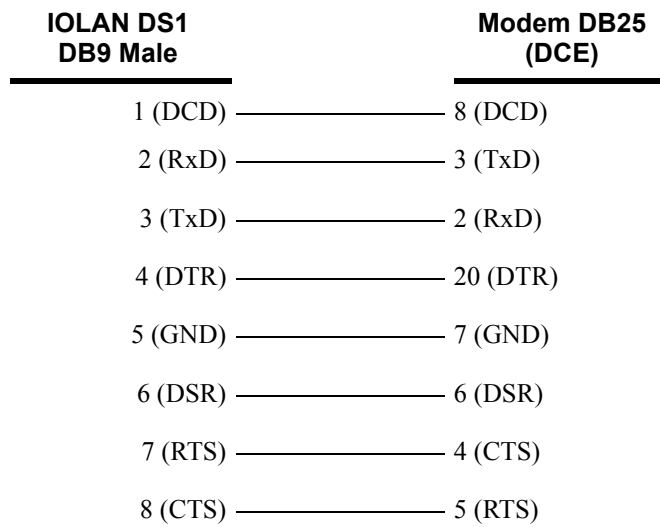 IOLAN DS1 Modem DB25
DB9 Male (DCE)
1 (DCD) 8 (DCD)
2 (RxD) 3 (TxD)
3 (TxD) 2 (RxD)
4 (DTR) 20 (DTR)
5 (GND) 7 (GND)
6 (DSR) 6 (DSR)
7 (RTS) 4 (CTS)
8 (CTS) 5 (RTS)